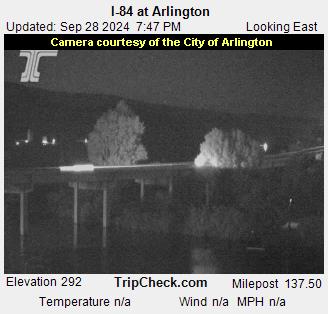 I-84 at Arlington
Updated: Sep 28 2024 7:47 PM Looking East
Camera courtesy of the City of Arlington
Elevation 292 TripCheck.com Milepost 137.50
Temperature n/a Wind n/a MPH n/a